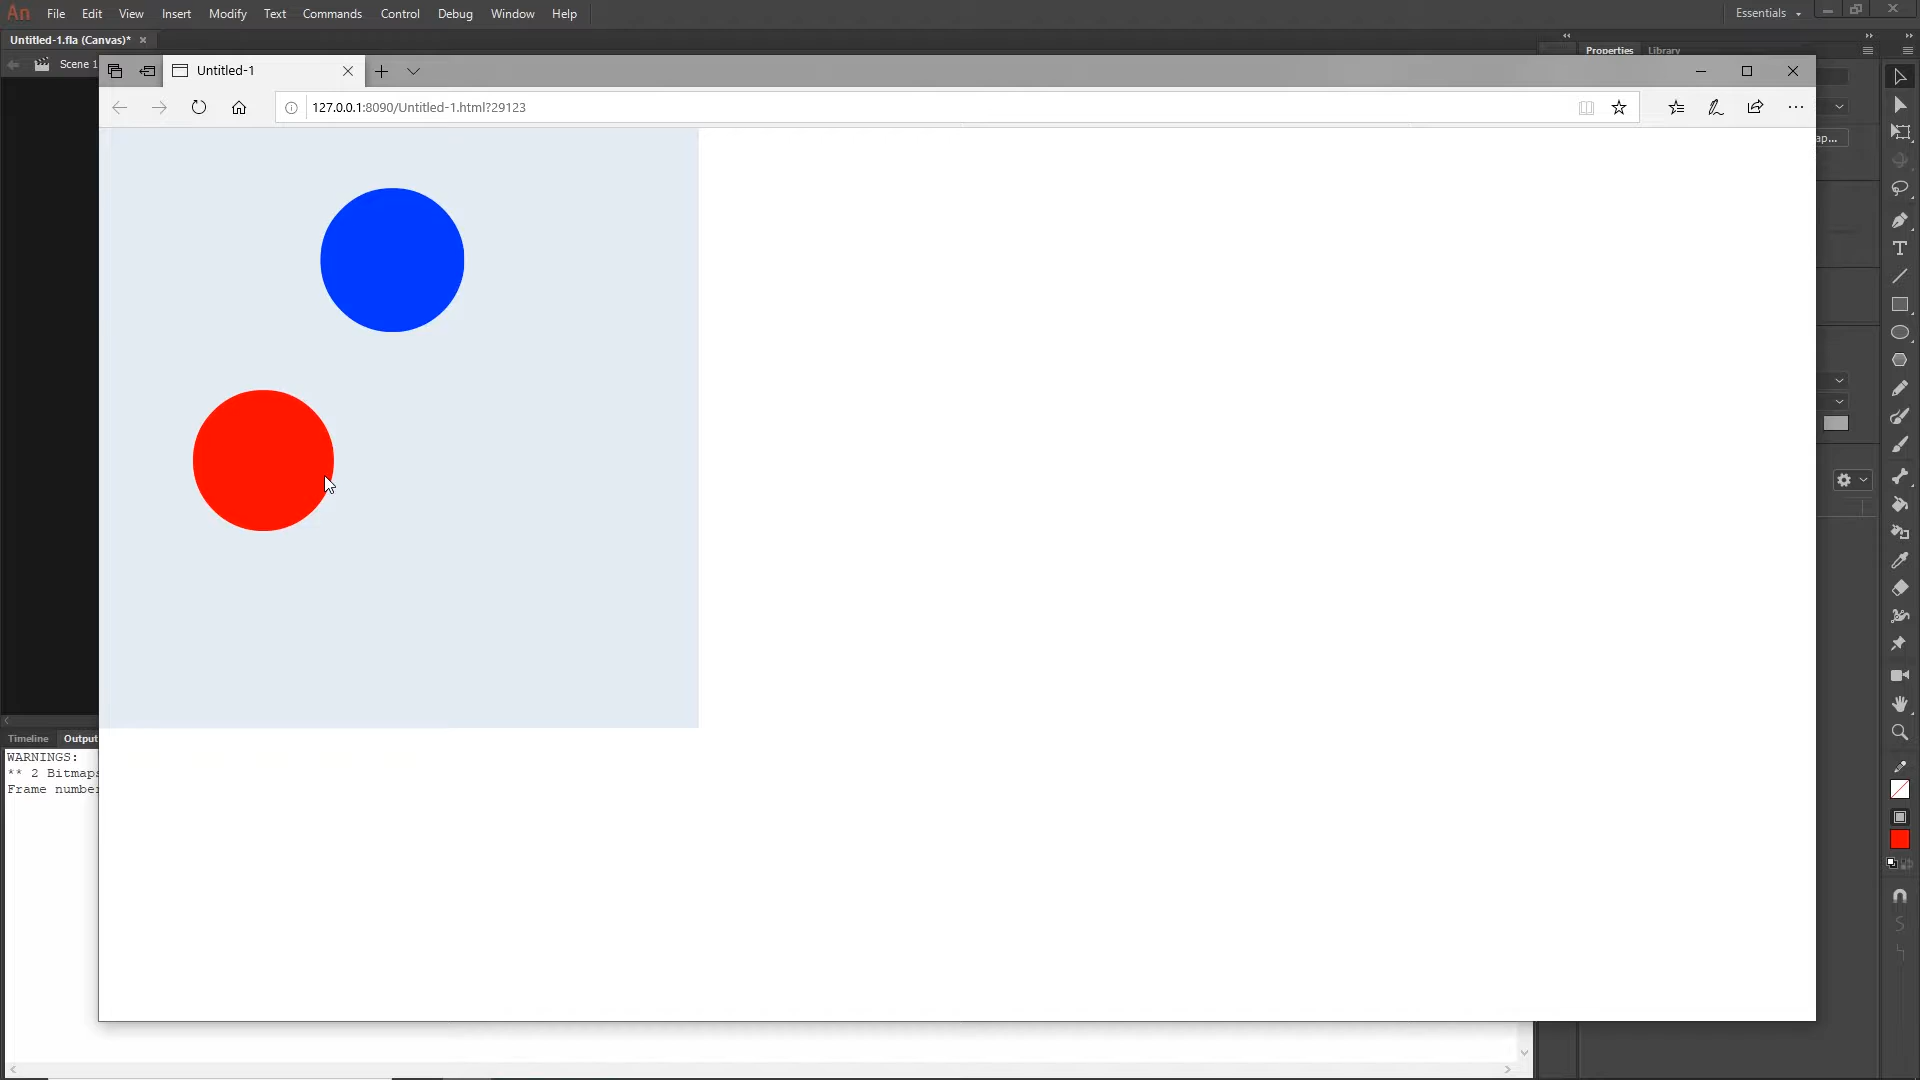 An File Edit View Insert Modify Text Commands Control Debug Window Help Essentials
Untitled-1.fla (Canvas)*
Properties Library
Scene 1
Untitled-1
127.0.0.1:8090/Untitled-1.html?29123
ap...
Timeline Output
WARNINGS:
** 2 Bitmaps
Frame number